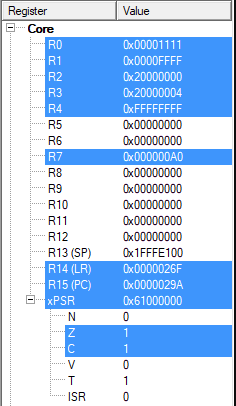 Register Value
Core
R0 0x00001111
R1 0x0000FFFF
R2 0x20000000
R3 0x20000004
R4 0xFFFFFFFF
R5 0x00000000
R6 0x00000000
R7 0x000000A0
R8 0x00000000
R9 0x00000000
R10 0x00000000
R11 0x00000000
R12 0x00000000
R13 (SP) 0x1FFFE100
R14 (LR) 0x0000026F
R15 (PC) 0x0000029A
xPSR 0x61000000
N 0
Z 1
C 1
V 0
T 1
ISR 0